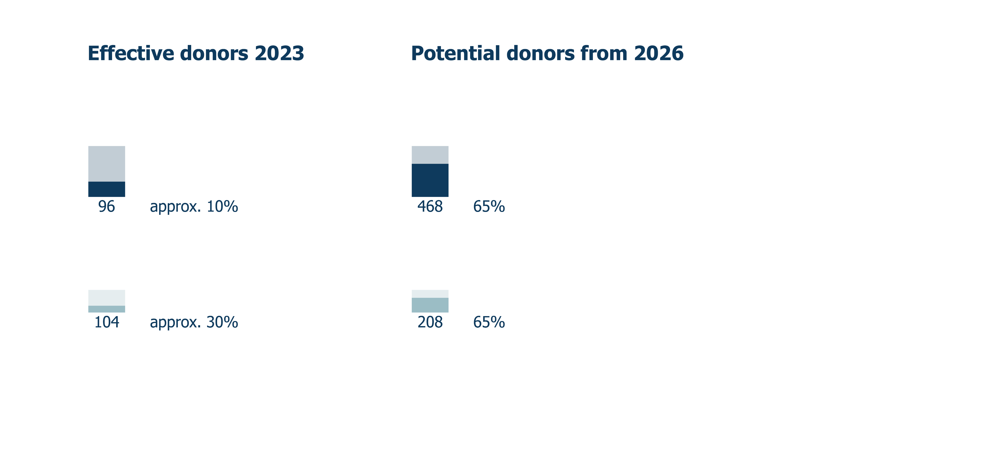 Effective donors 2023
Potential donors from 2026
96 approx. 10%
468 65%
104 approx. 30%
208 65%